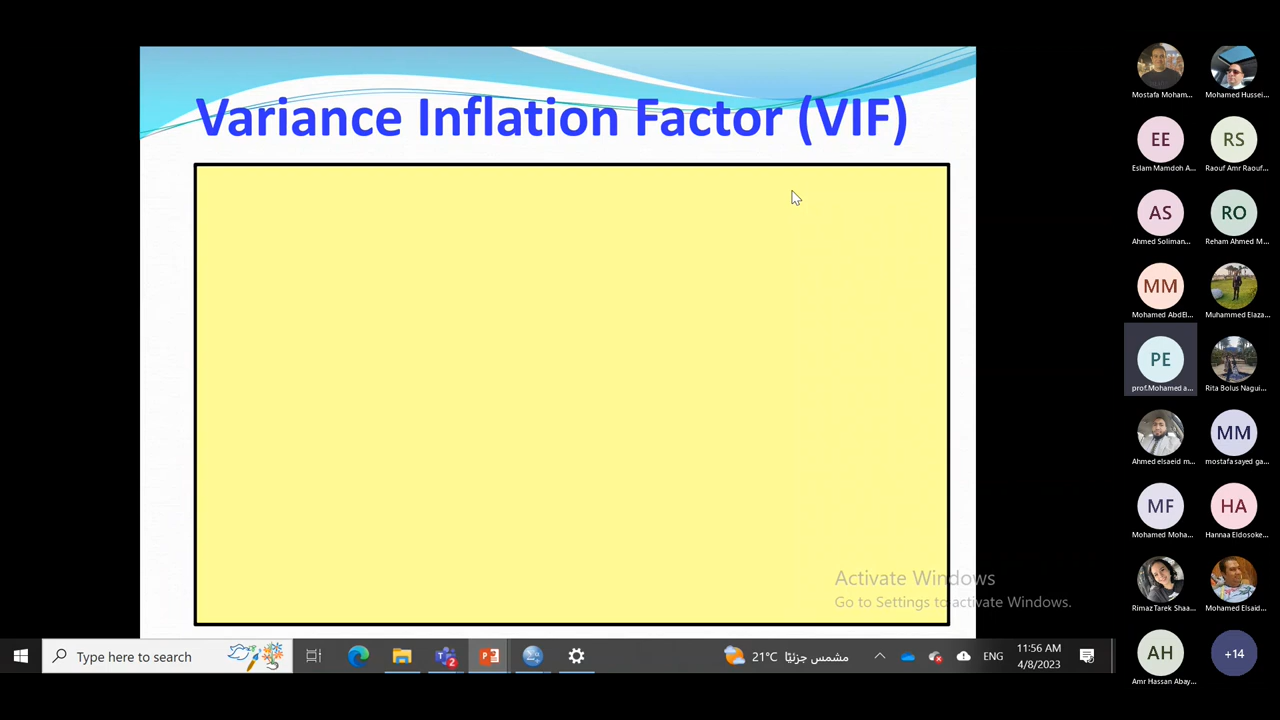 Variance Inflation Factor (VIF)
Activate Windows
Go to Settings to activate Windows.
Mostafa Moham...
Mohamed Hussei...
EE
Eslam Mamdoh A...
RS
Raouf Amr Raouf...
AS
Ahmed Soliman...
RO
Reham Ahmed M...
MM
Mohamed AbdEl...
Muhammed Elaza...
PE
prof.Mohamed a...
Rita Bolus Nagui...
Ahmed elsaeid m...
MM
mostafa sayed ga...
MF
Mohamed Moha...
HA
Hannaa Eldosoke...
Rimaz Tarek Shaa...
Mohamed Elsaid...
AH
Amr Hassan Abay...
+14
Type here to search
2
21°C مشمس جزئيًا
ENG
11:56 AM
4/8/2023